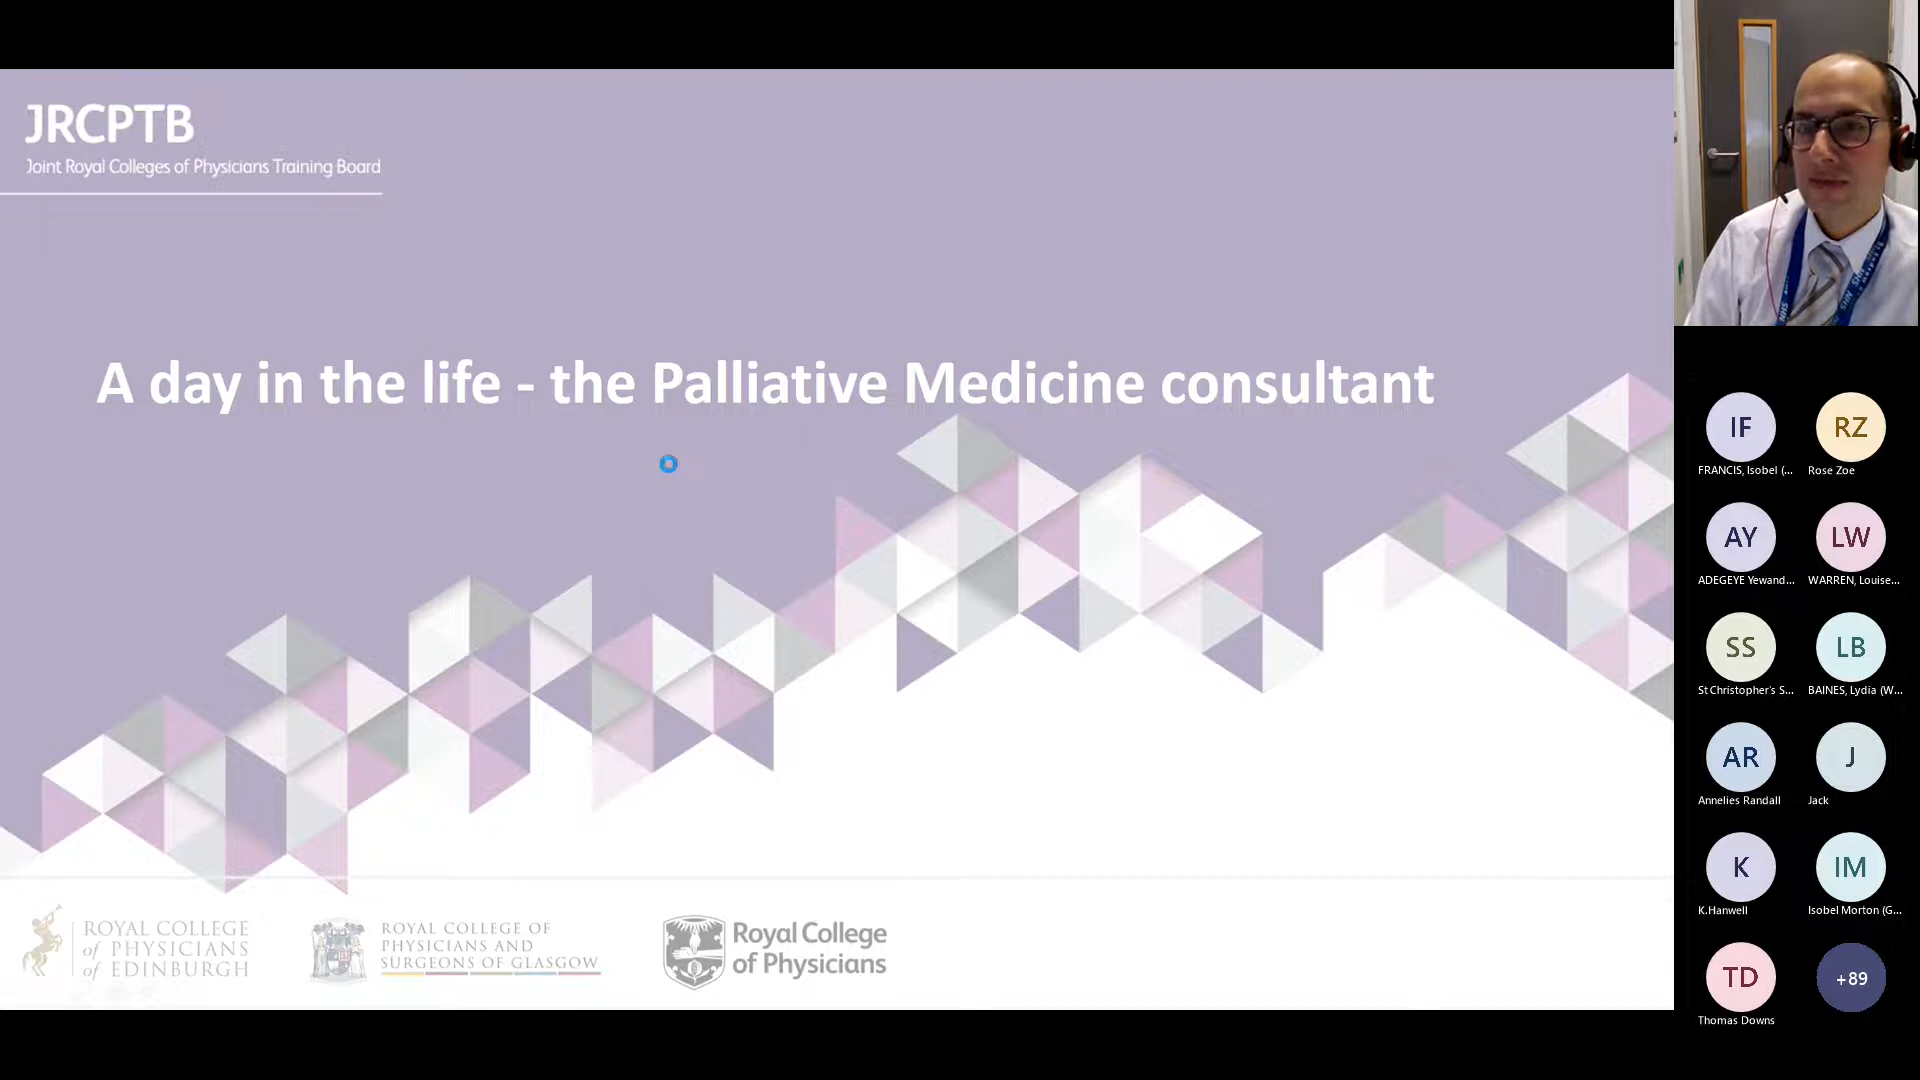 JRCPTB
Joint Royal Colleges of Physicians Training Board
A day in the life - the Palliative Medicine consultant
ROYAL COLLEGE
of PHYSICIANS
of EDINBURGH
ROYAL COLLEGE OF
PHYSICIANS AND
SURGEONS OF GLASGOW
Royal College
of Physicians
NHS
NHS
NHS
IF
FRANCIS, Isobel (...
RZ
Rose Zoe
AY
ADEGEYE Yewand...
LW
WARREN, Louise...
SS
St Christopher's S...
LB
BAINES, Lydia (W...
AR
Annelies Randall
J
Jack
K
K.Hanwell
IM
Isobel Morton (G...
TD
Thomas Downs
+89